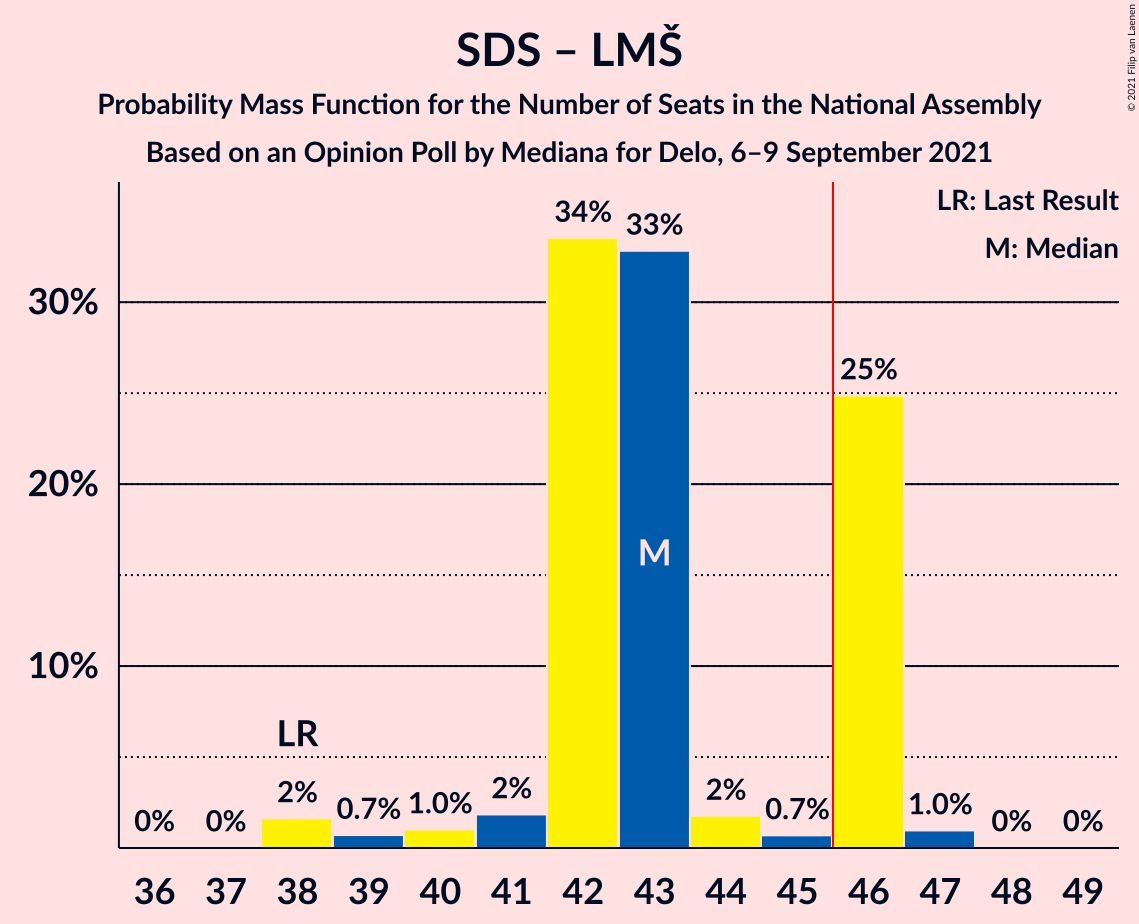 SDS – LMŠ
Probability Mass Function for the Number of Seats in the National Assembly
Based on an Opinion Poll by Mediana for Delo, 6–9 September 2021
© 2021 Filip van Laenen
LR: Last Result
M: Median
30%
20%
10%
0%
0%
LR
2%
0.7%
1.0%
2%
34%
33%
M
2%
0.7%
25%
1.0%
0%
0%
36 37 38 39 40 41 42 43 44 45 46 47 48 49